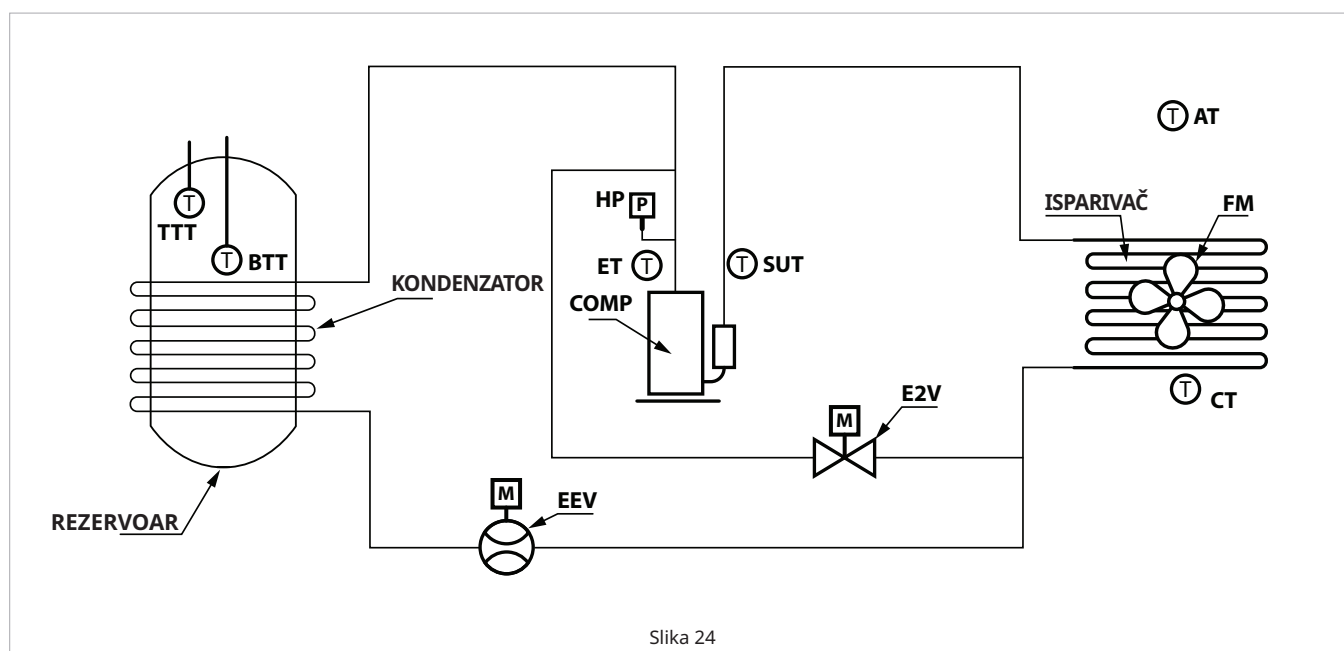 T AT
HP P
ISPARIVAČ FM
T
TTT
T BTT
ET T
T SUT
KONDENZATOR
COMP
T
CT
E2V
M
M
EEV
REZERVOAR
Slika 24